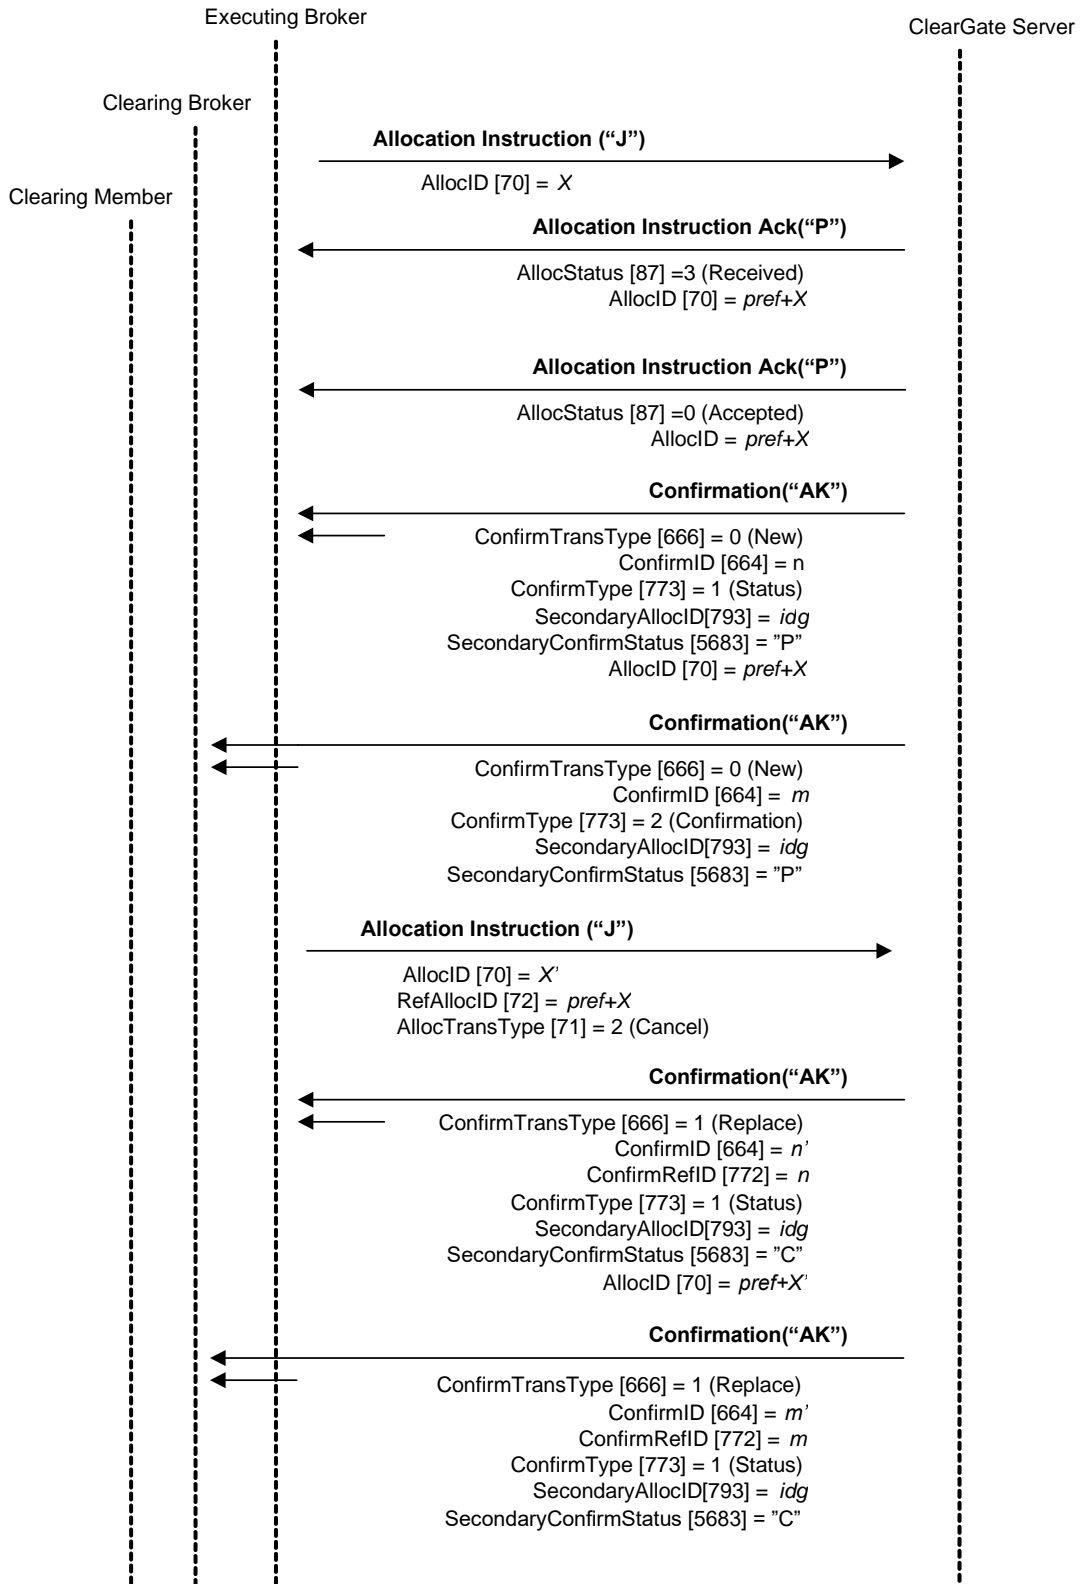 Executing Broker
ClearGate Server
Clearing Broker
Clearing Member
Allocation Instruction (“J”)
AllocID [70] = X
Allocation Instruction Ack(“P”)
AllocStatus [87] =3 (Received)
AllocID [70] = pref+X
Allocation Instruction Ack(“P”)
AllocStatus [87] =0 (Accepted)
AllocID = pref+X
Confirmation(“AK”)
ConfirmTransType [666] = 0 (New)
ConfirmID [664] = n
ConfirmType [773] = 1 (Status)
SecondaryAllocID[793] = idg
SecondaryConfirmStatus [5683] = ”P”
AllocID [70] = pref+X
Confirmation(“AK”)
ConfirmTransType [666] = 0 (New)
ConfirmID [664] = m
ConfirmType [773] = 2 (Confirmation)
SecondaryAllocID[793] = idg
SecondaryConfirmStatus [5683] = ”P”
Allocation Instruction (“J”)
AllocID [70] = X’
RefAllocID [72] = pref+X
AllocTransType [71] = 2 (Cancel)
Confirmation(“AK”)
ConfirmTransType [666] = 1 (Replace)
ConfirmID [664] = n’
ConfirmRefID [772] = n
ConfirmType [773] = 1 (Status)
SecondaryAllocID[793] = idg
SecondaryConfirmStatus [5683] = ”C”
AllocID [70] = pref+X’
Confirmation(“AK”)
ConfirmTransType [666] = 1 (Replace)
ConfirmID [664] = m’
ConfirmRefID [772] = m
ConfirmType [773] = 1 (Status)
SecondaryAllocID[793] = idg
SecondaryConfirmStatus [5683] = ”C”